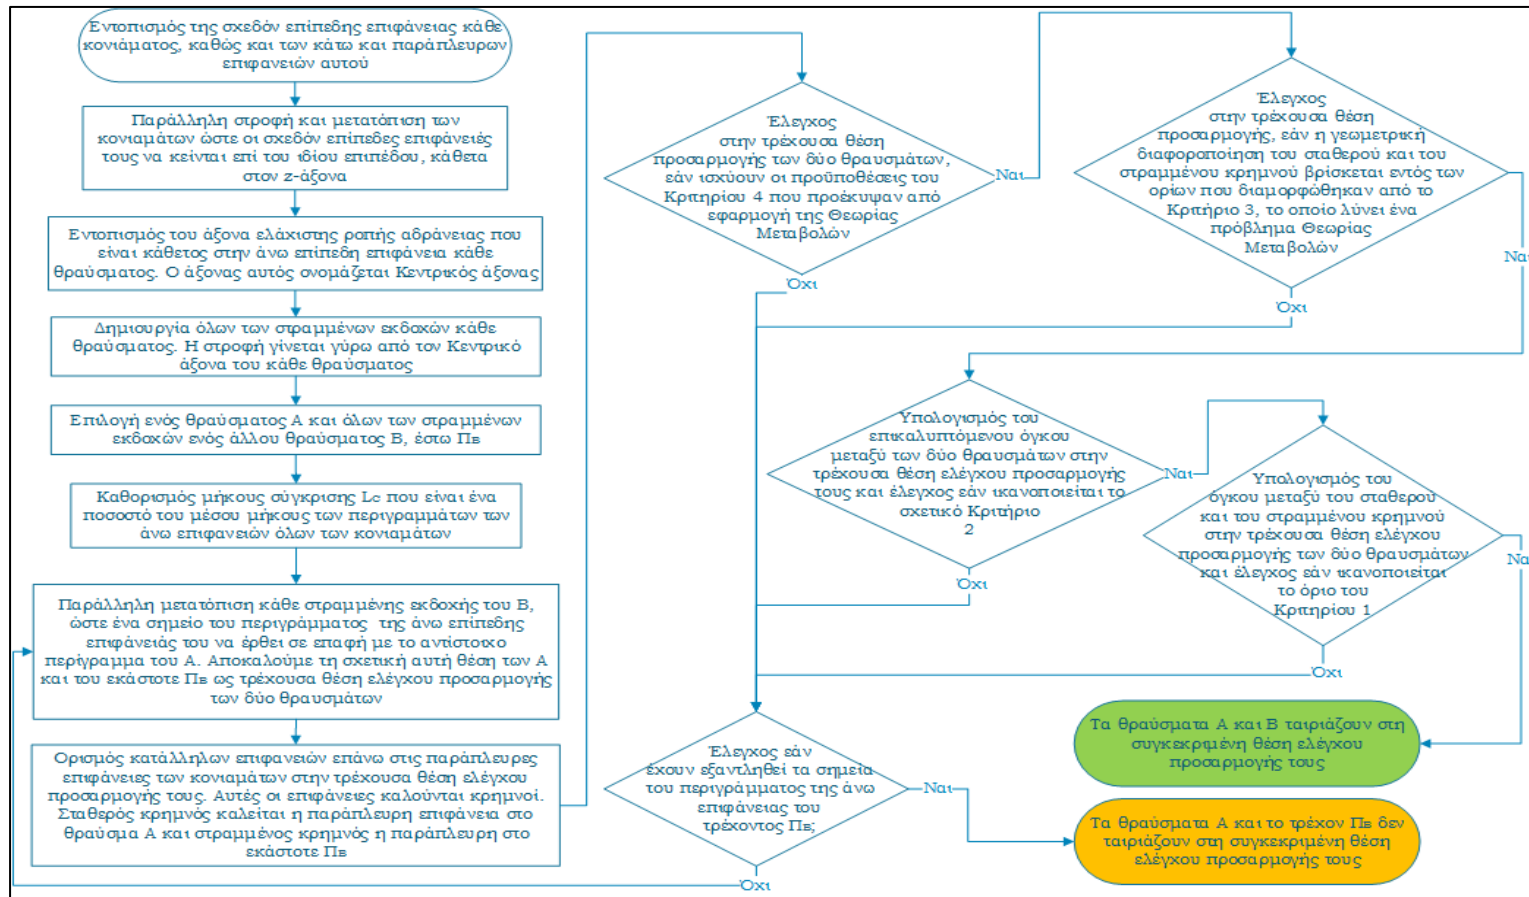 Εντοπισμός της σχεδόν επίπεδης επιφάνειας κάθε
κονιάματος, καθώς και των κάτω και παράπλευρων
επιφανειών αυτού
Παράλληλη στροφή και μετατόπιση των
κονιαμάτων ώστε οι σχεδόν επίπεδες επιφάνειές
τους να κείνται επί του ιδίου επιπέδου, κάθετα
στον z-άξονα
Εντοπισμός του άξονα ελάχιστης ροπής αδράνειας που
είναι κάθετος στην άνω επίπεδη επιφάνεια κάθε
θραύσματος. Ο άξονας αυτός ονομάζεται Κεντρικός άξονας
Δημιουργία όλων των στραμμένων εκδοχών κάθε
θραύσματος. Η στροφή γίνεται γύρω από τον Κεντρικό
άξονα του κάθε θραύσματος
Επιλογή ενός θραύσματος Α και όλων των στραμμένων
εκδοχών ενός άλλου θραύσματος Β, έστω Πв
Καθορισμός μήκους σύγκρισης Lc που είναι ένα
ποσοστό του μέσου μήκους των περιγραμμάτων των
άνω επιφανειών όλων των κονιαμάτων
Παράλληλη μετατόπιση κάθε στραμμένης εκδοχής του Β,
ώστε ένα σημείο του περιγράμματος της άνω επίπεδης
επιφάνειάς του να έρθει σε επαφή με το αντίστοιχο
περίγραμμα του Α. Αποκαλούμε τη σχετική αυτή θέση των Α
και του εκάστοτε Πв ως τρέχουσα θέση ελέγχου προσαρμογής
των δύο θραυσμάτων
Ορισμός κατάλληλων επιφανειών επάνω στις παράπλευρες
επιφάνειες των κονιαμάτων στην τρέχουσα θέση ελέγχου
προσαρμογής τους. Αυτές οι επιφάνειες καλούνται κρημνοί.
Σταθερός κρημνός καλείται η παράπλευρη επιφάνεια στο
θραύσμα Α και στραμμένος κρημνός η παράπλευρη στο
εκάστοτε Πв
Έλεγχος
στην τρέχουσα θέση
προσαρμογής των δύο θραυσμάτων,
εάν ισχύουν οι προϋποθέσεις του
Κριτηρίου 4 που προέκυψαν από
εφαρμογή της Θεωρίας
Μεταβολών
Ναι
Όχι
Έλεγχος
στην τρέχουσα θέση
προσαρμογής, εάν η γεωμετρική
διαφοροποίηση του σταθερού και του
στραμμένου κρημνού βρίσκεται εντός των
ορίων που διαμορφώθηκαν από το
Κριτήριο 3, το οποίο λύνει ένα
πρόβλημα Θεωρίας
Μεταβολών
Ναι
Όχι
Υπολογισμός του
επικαλυπτόμενου όγκου
μεταξύ των δύο θραυσμάτων στην
τρέχουσα θέση ελέγχου προσαρμογής
τους και έλεγχος εάν ικανοποιείται το
σχετικό Κριτήριο
2
Ναι
Όχι
Υπολογισμός του
όγκου μεταξύ του σταθερού
και του στραμμένου κρημνού
στην τρέχουσα θέση ελέγχου
προσαρμογής των δύο θραυσμάτων
και έλεγχος εάν ικανοποιείται
το όριο του
Κριτηρίου 1
Να
Όχι
Έλεγχος εάν
έχουν εξαντληθεί τα σημεία
του περιγράμματος της άνω
επιφάνειας του
τρέχοντος Πв;
Ναι
Όχι
Τα θραύσματα Α και Β ταιριάζουν στη
συγκεκριμένη θέση ελέγχου
προσαρμογής τους
Τα θραύσματα Α και το τρέχον Πв δεν
ταιριάζουν στη συγκεκριμένη θέση
ελέγχου προσαρμογής τους